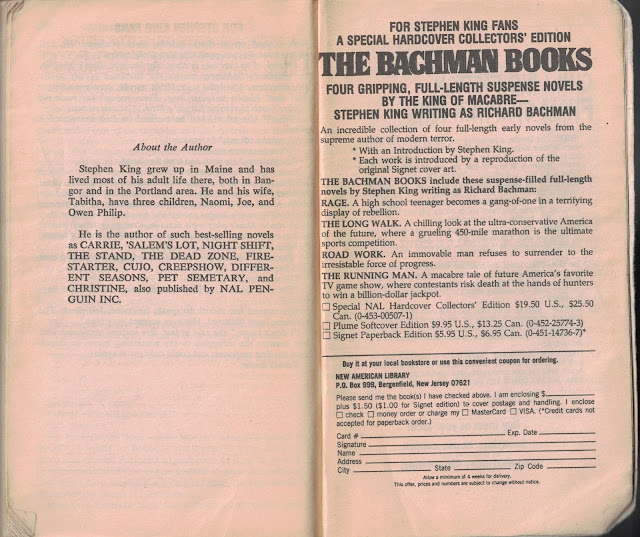 About the Author
Stephen King grew up in Maine and has
lived most of his adult life there, both in Ban-
gor and in the Portland area. He and his wife,
Tabitha, have three children, Naomi, Joe, and
Owen Philip.
He is the author of such best-selling novels
as CARRIE, 'SALEM'S LOT, NIGHT SHIFT,
THE STAND, THE DEAD ZONE, FIRE-
STARTER, CUJO, CREEPSHOW, DIFFER-
ENT SEASONS, PET SEMETARY, and
CHRISTINE, also published by NAL PEN-
GUIN INC.
FOR STEPHEN KING FANS
A SPECIAL HARDCOVER COLLECTORS' EDITION
THE BACHMAN BOOKS
FOUR GRIPPING, FULL-LENGTH SUSPENSE NOVELS
BY THE KING OF MACABRE—
STEPHEN KING WRITING AS RICHARD BACHMAN
An incredible collection of four full-length early novels from the
supreme author of modern terror.
* With an Introduction by Stephen King.
* Each work is introduced by a reproduction of the
original Signet cover art.
THE BACHMAN BOOKS include these suspense-filled full-length
novels by Stephen King writing as Richard Bachman:
RAGE. A high school teenager becomes a gang-of-one in a terrifying
display of rebellion.
THE LONG WALK. A chilling look at the ultra-conservative America
of the future, where a grueling 450-mile marathon is the ultimate
sports competition.
ROAD WORK. An immovable man refuses to surrender to the
irresistable force of progress.
THE RUNNING MAN. A macabre tale of future America's favorite
TV game show, where contestants risk death at the hands of hunters
to win a billion-dollar jackpot.
☐ Special NAL Hardcover Collectors' Edition $19.50 U.S., $25.50
Can. (0-453-00507-1)
☐ Plume Softcover Edition $9.95 U.S., $13.25 Can. (0-452-25774-3)
☐ Signet Paperback Edition $5.95 U.S., $6.95 Can. (0-451-14736-7)*
Buy it at your local bookstore or use this convenient coupon for ordering.
NEW AMERICAN LIBRARY
P.O. Box 999, Bergenfield, New Jersey 07621
Please send me the book(s) I have checked above. I am enclosing $
plus $1.50 ($1.00 for Signet edition) to cover postage and handling. I enclose
☐ check ☐ money order or charge my ☐ MasterCard ☐ VISA. (*Credit cards not
accepted for paperback order.)
Card # Exp. Date
Signature
Name
Address
City State Zip Code
Allow a minimum of 4 weeks for delivery.
This offer, prices and numbers are subject to change without notice.